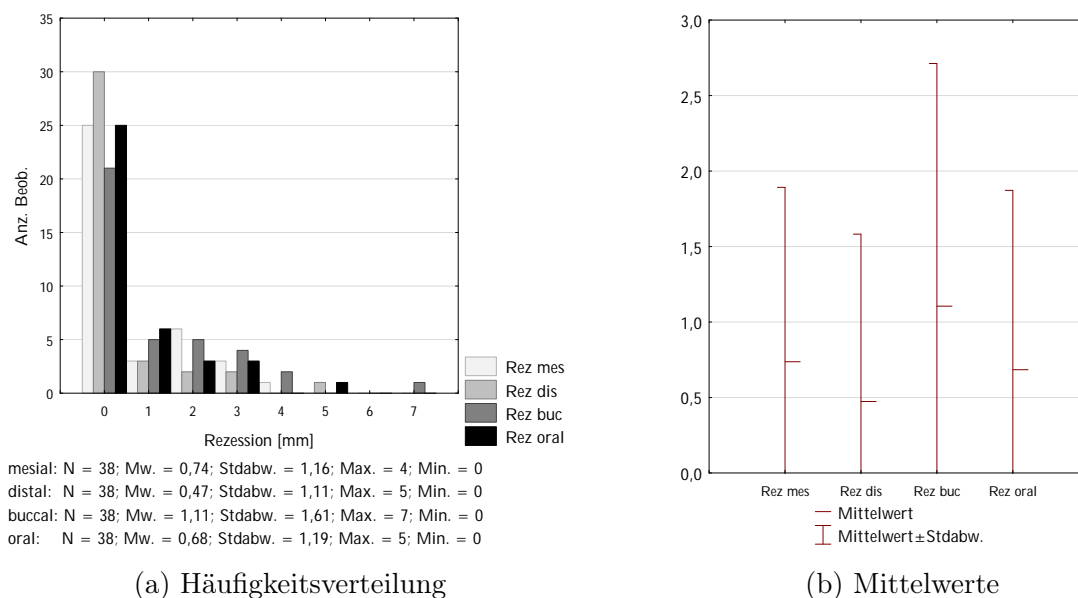 35
30
25
20
15
10
5
0
Anz. Beob.
0 1 2 3 4 5 6 7
Rezession [mm]
Rez mes
Rez dis
Rez buc
Rez oral
mesial: N = 38; Mw. = 0,74; Stdabw. = 1,16; Max. = 4; Min. = 0
distal: N = 38; Mw. = 0,47; Stdabw. = 1,11; Max. = 5; Min. = 0
buccal: N = 38; Mw. = 1,11; Stdabw. = 1,61; Max. = 7; Min. = 0
oral: N = 38; Mw. = 0,68; Stdabw. = 1,19; Max. = 5; Min. = 0
(a) Häufigkeitsverteilung
3,0
2,5
2,0
1,5
1,0
0,5
0,0
Rez mes Rez dis Rez buc Rez oral
Mittelwert
Mittelwert±Stdabw.
(b) Mittelwerte